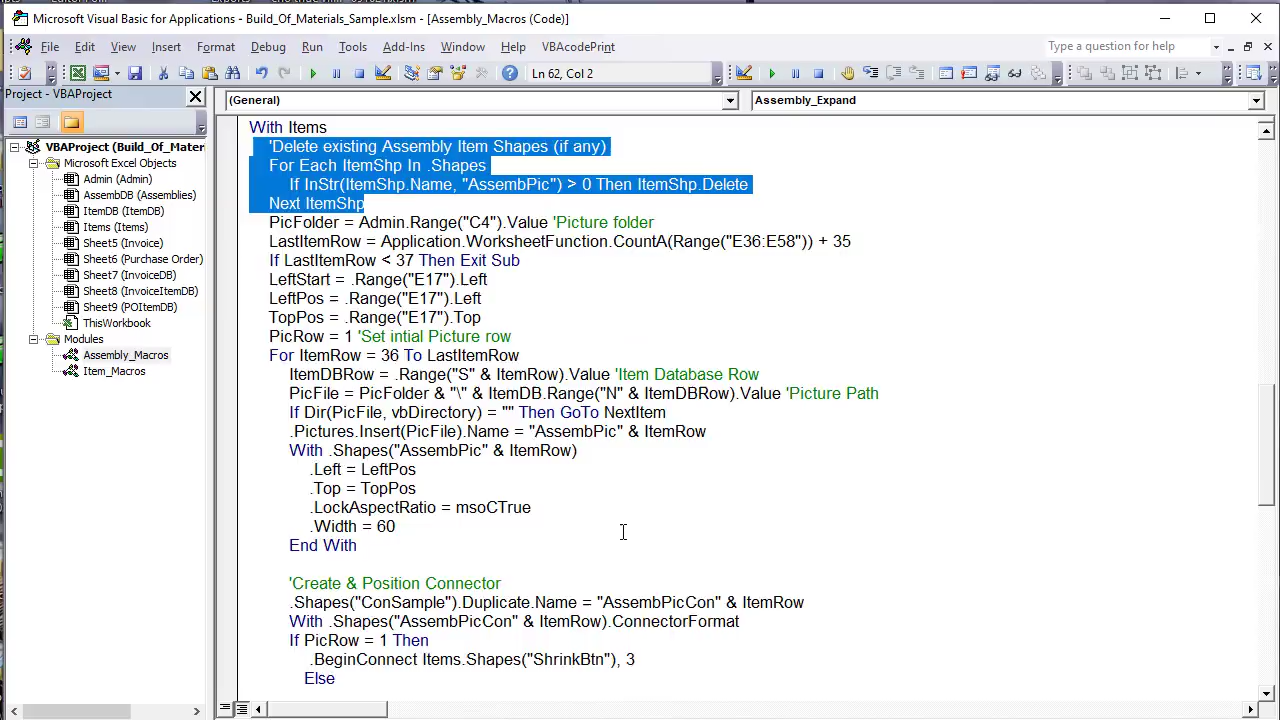 Microsoft Visual Basic for Applications - Build_Of_Materials_Sample.xlsm - [Assembly_Macros (Code)]
File Edit View Insert Format Debug Run Tools Add-Ins Window Help VBAcodePrint
Type a question for help
Ln 62, Col 2
Project - VBAProject
(General)
Assembly_Expand
VBAProject (Build_Of_Mater
Microsoft Excel Objects
Admin (Admin)
AssembDB (AssembDB)
ItemDB (ItemDB)
Items (Items)
Sheet5 (Invoice)
Sheet6 (Purchase Order)
Sheet7 (InvoiceDB)
Sheet8 (InvoiceItemDB)
Sheet9 (POItemDB)
ThisWorkbook
Modules
Assembly_Macros
Item_Macros
With Items
'Delete existing Assembly Item Shapes (if any)
For Each ItemShp In .Shapes
If InStr(ItemShp.Name, "AssembPic") > 0 Then ItemShp.Delete
Next ItemShp
PicFolder = Admin.Range("C4").Value 'Picture folder
LastItemRow = Application.WorksheetFunction.CountA(Range("E36:E58")) + 35
If LastItemRow < 37 Then Exit Sub
LeftStart = .Range("E17").Left
LeftPos = .Range("E17").Left
TopPos = .Range("E17").Top
PicRow = 1 'Set intial Picture row
For ItemRow = 36 To LastItemRow
ItemDBRow = .Range("S" & ItemRow).Value 'Item Database Row
PicFile = PicFolder & "\" & ItemDB.Range("N" & ItemDBRow).Value 'Picture Path
If Dir(PicFile, vbDirectory) = "" Then GoTo NextItem
.Pictures.Insert(PicFile).Name = "AssembPic" & ItemRow
With .Shapes("AssembPic" & ItemRow)
.Left = LeftPos
.Top = TopPos
.LockAspectRatio = msoCTrue
.Width = 60
End With
'Create & Position Connector
.Shapes("ConSample").Duplicate.Name = "AssembPicCon" & ItemRow
With .Shapes("AssembPicCon" & ItemRow).ConnectorFormat
If PicRow = 1 Then
.BeginConnect Items.Shapes("ShrinkBtn"), 3
Else